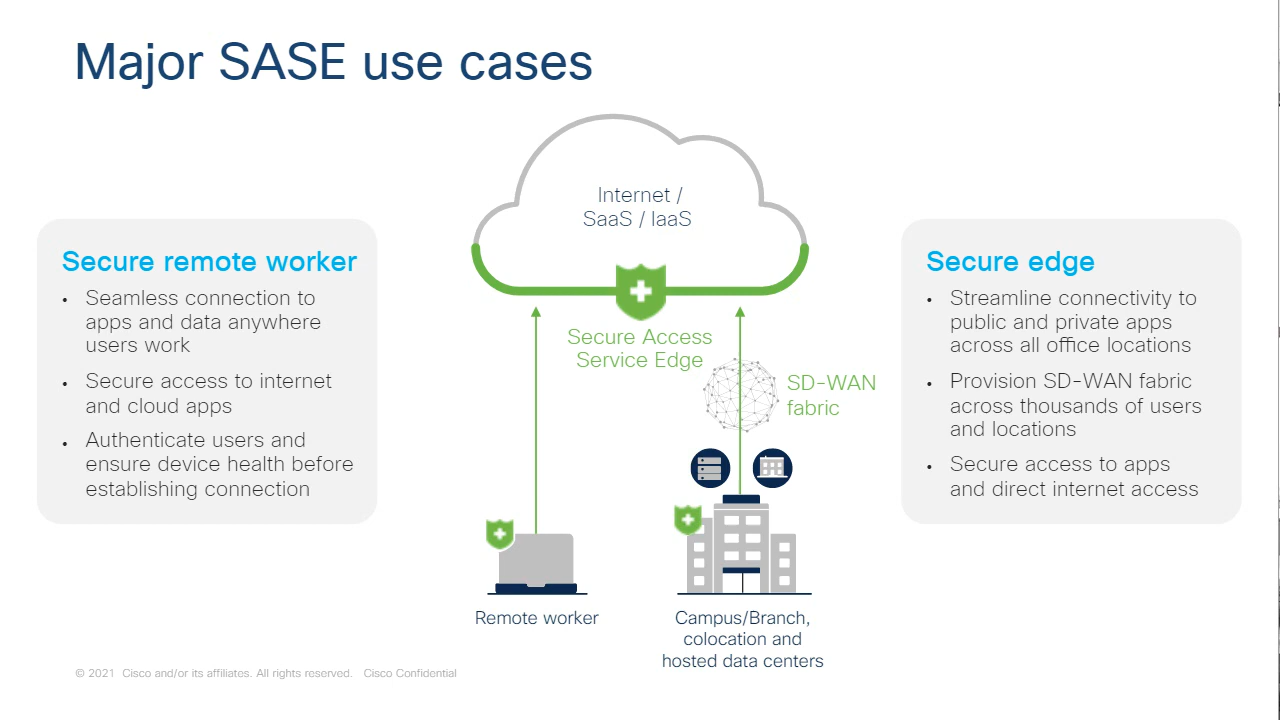 Major SASE use cases
Internet /
SaaS / IaaS
Secure remote worker
• Seamless connection to
apps and data anywhere
users work
• Secure access to internet
and cloud apps
• Authenticate users and
ensure device health before
establishing connection
Secure Access
Service Edge
SD-WAN
fabric
Remote worker
Campus/Branch,
colocation and
hosted data centers
Secure edge
• Streamline connectivity to
public and private apps
across all office locations
• Provision SD-WAN fabric
across thousands of users
and locations
• Secure access to apps
and direct internet access
© 2021 Cisco and/or its affiliates. All rights reserved. Cisco Confidential